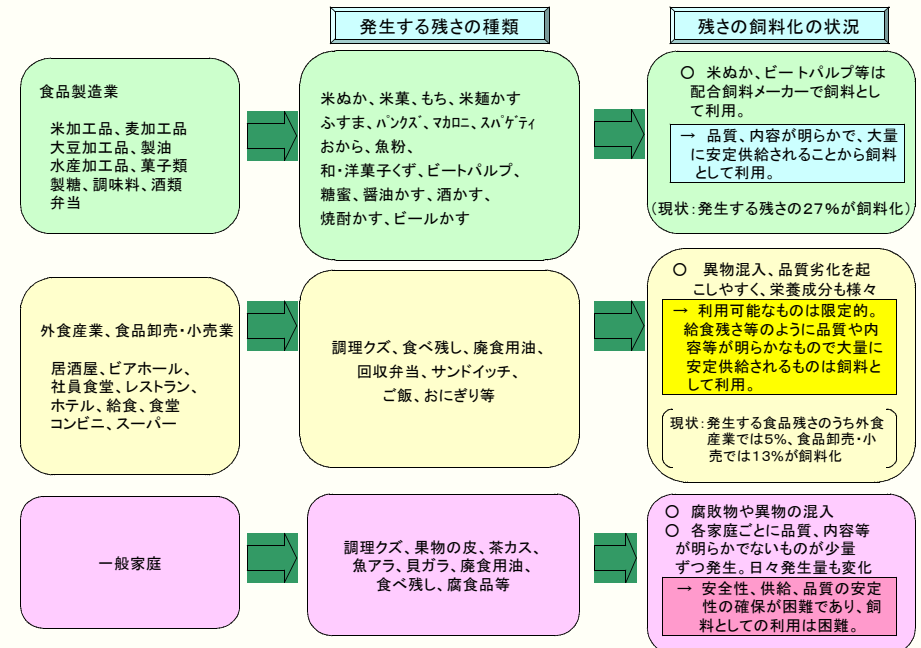 発生する残さの種類
残さの飼料化の状況
食品製造業
米加工品、麦加工品
大豆加工品、製油
水産加工品、菓子類
製糖、調味料、酒類
弁当
米ぬか、米菓、もち、米麹かす
ふすま、ﾊﾟﾝｸｽﾞ、ﾏｶﾛﾆ、ｽﾊﾟｹﾞﾃｨ
おから、魚粉、
和・洋菓子くず、ビートパルプ、
糖蜜、醤油かす、酒かす、
焼酎かす、ビールかす
○ 米ぬか、ビートパルプ等は
配合飼料メーカーで飼料とし
て利用。
→ 品質、内容が明らかで、大量
に安定供給されることから飼料
として利用。
(現状：発生する残さの27%が飼料化)
外食産業、食品卸売・小売業
居酒屋、ビアホール、
社員食堂、レストラン、
ホテル、給食、食堂
コンビニ、スーパー
調理クズ、食べ残し、廃食用油、
回収弁当、サンドイッチ、
ご飯、おにぎり等
○ 異物混入、品質劣化を起
こしやすく、栄養成分も様々
→ 利用可能なものは限定的。
給食残さ等のように品質や内
容等が明らかなもので大量に
安定供給されるものは飼料と
して利用。
現状：発生する食品残さのうち外食
産業では5%、食品卸売・小
売では13%が飼料化
一般家庭
調理クズ、果物の皮、茶カス、
魚アラ、貝ガラ、廃食用油、
食べ残し、腐食品等
○ 腐敗物や異物の混入
○ 各家庭ごとに品質、内容等
が明らかでないものが少量
ずつ発生。日々発生量も変化
→ 安全性、供給、品質の安定
性の確保が困難であり、飼
料としての利用は困難。